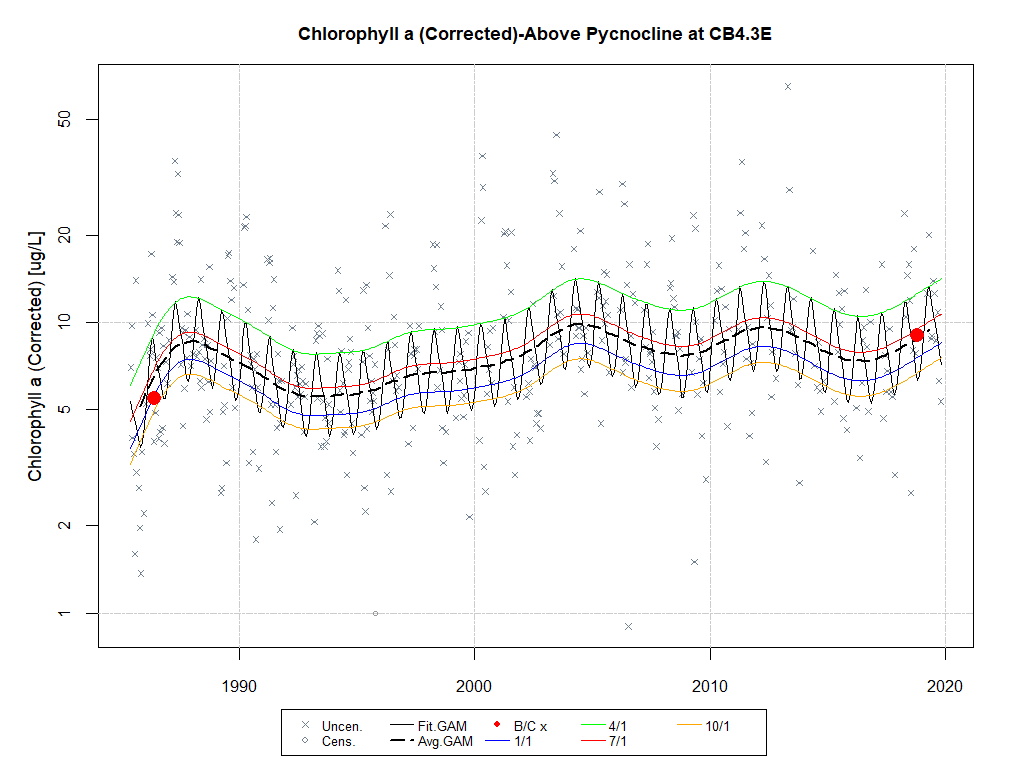 Chlorophyll a (Corrected)-Above Pycnocline at CB4.3E
Chlorophyll a (Corrected) [ug/L]
50
20
10
5
2
1
1990 2000 2010 2020
Uncen. Fit.GAM B/C x 4/1 10/1
Cens. Avg.GAM 1/1 7/1